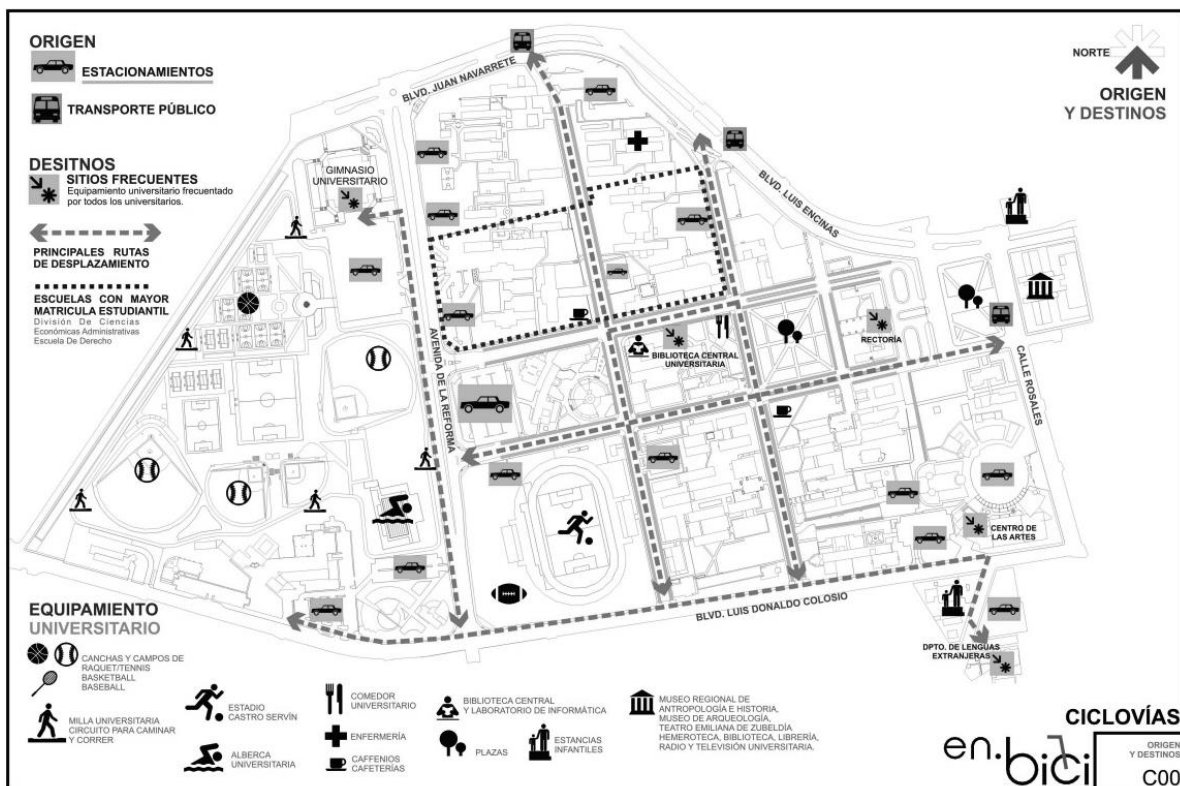 ORIGEN
ESTACIONAMIENTOS
TRANSPORTE PÚBLICO
DESITNOS
SITIOS FRECUENTES
Equipamiento universitario frecuentado
por todos los universitarios.
PRINCIPALES RUTAS
DE DESPLAZAMIENTO
ESCUELAS CON MAYOR
MATRICULA ESTUDIANTIL
División De Ciencias
Económicas Administrativas
Escuela De Derecho
NORTE
ORIGEN
Y DESTINOS
BLVD. JUAN NAVARRETE
GIMNASIO
UNIVERSITARIO
BLVD. LUIS ENCINAS
AVENIDA DE LA REFORMA
BIBLIOTECA CENTRAL
UNIVERSITARIA
RECTORÍA
CALLE ROSALES
CENTRO DE
LAS ARTES
BLVD. LUIS DONALDO COLOSIO
DPTO. DE LENGUAS
EXTRANJERAS
EQUIPAMIENTO
UNIVERSITARIO
CANCHAS Y CAMPOS DE
RAQUET/TENNIS
BASKETBALL
BASEBALL
MILLA UNIVERSITARIA
CIRCUITO PARA CAMINAR
Y CORRER
ESTADIO
CASTRO SERVÍN
ALBERCA
UNIVERSITARIA
COMEDOR
UNIVERSITARIO
ENFERMERÍA
CAFFENIOS
CAFETERÍAS
BIBLIOTECA CENTRAL
Y LABORATORIO DE INFORMÁTICA
PLAZAS
ESTANCIAS
INFANTILES
MUSEO REGIONAL DE
ANTROPOLOGÍA E HISTORIA,
MUSEO DE ARQUEOLOGÍA,
TEATRO EMILIANA DE ZUBELDÍA
HEMEROTECA, BIBLIOTECA, LIBRERÍA,
RADIO Y TELEVISIÓN UNIVERSITARIA.
CICLOVÍAS
en.bici
ORIGEN
Y DESTINOS
C00